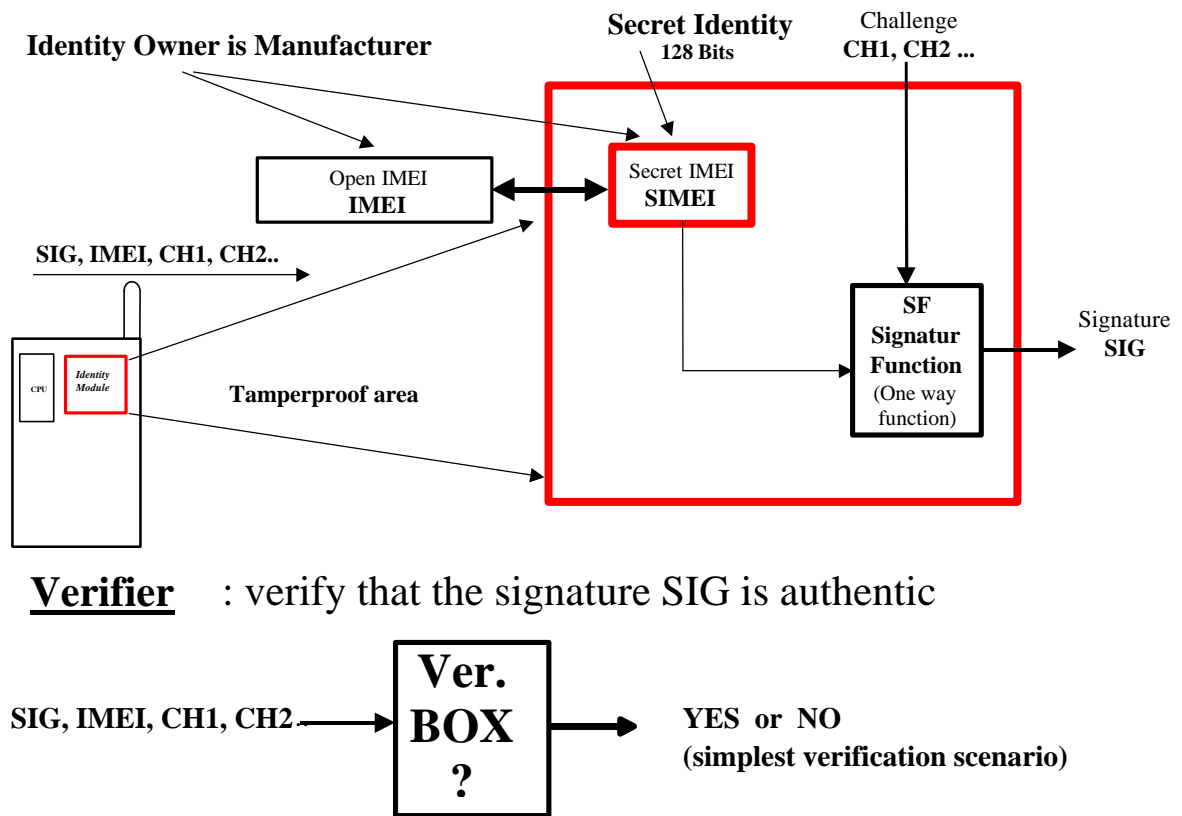 Identity Owner is Manufacturer
Secret Identity
128 Bits
Challenge
CH1, CH2 ...
Open IMEI
IMEI
Secret IMEI
SIMEI
SIG, IMEI, CH1, CH2..
CPU
Identity
Module
Tamperproof area
SF
Signatur
Function
(One way
function)
Signature
SIG
Verifier : verify that the signature SIG is authentic
SIG, IMEI, CH1, CH2..
Ver.
BOX
?
YES or NO
(simplest verification scenario)